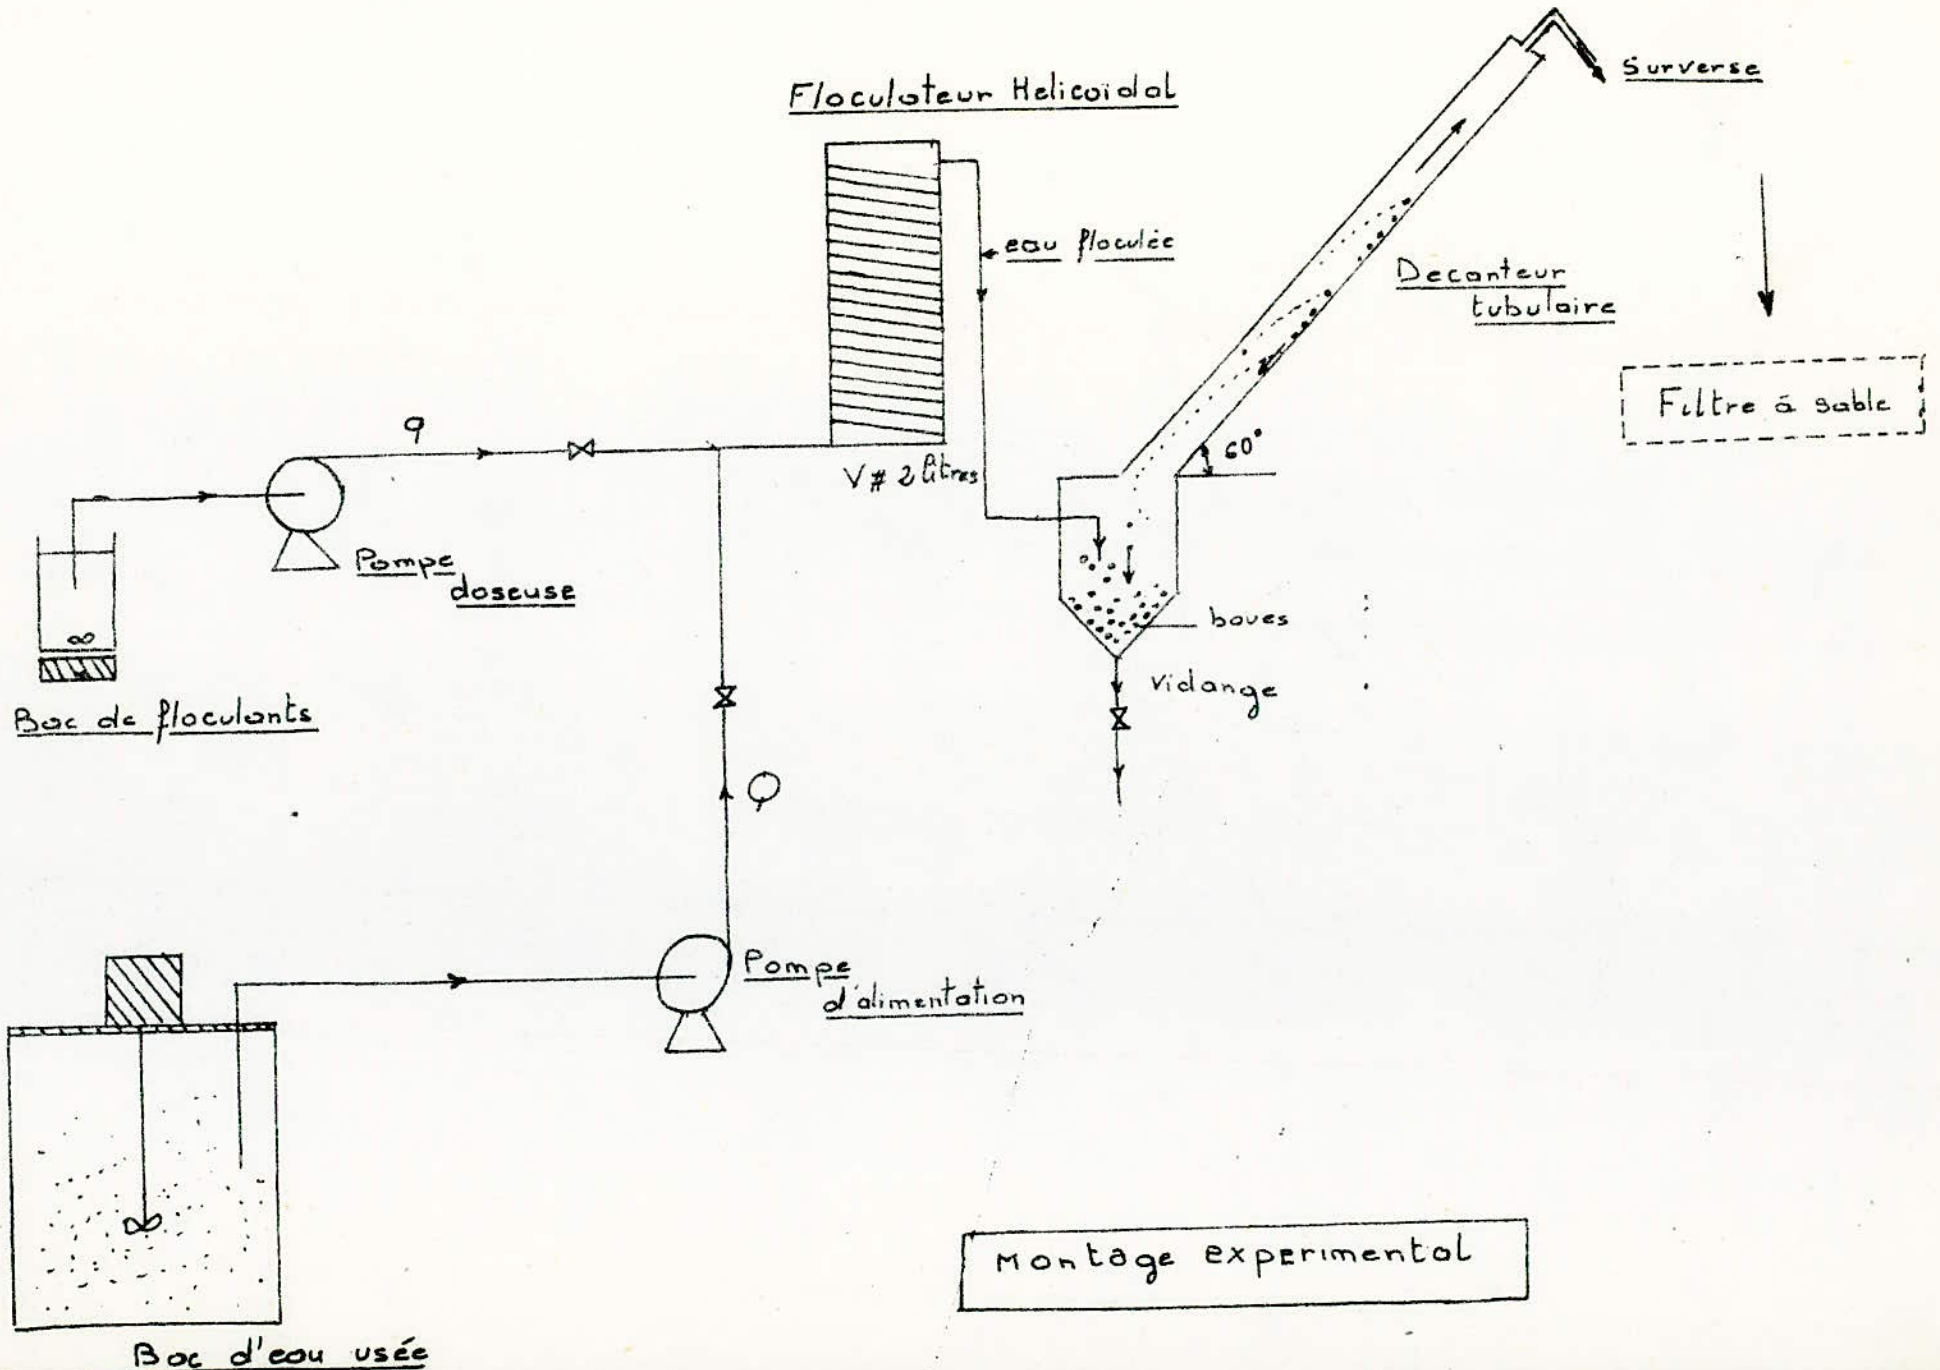 Floculateur Helicoïdal
Surverse
eau floculée
Decanteur
tubulaire
Filtre à sable
q
60°
V # 2 litres
Pompe
doseuse
boues
Vidange
Bac de floculants
Q
Pompe
d'alimentation
Montage experimental
Bac d'eau usée